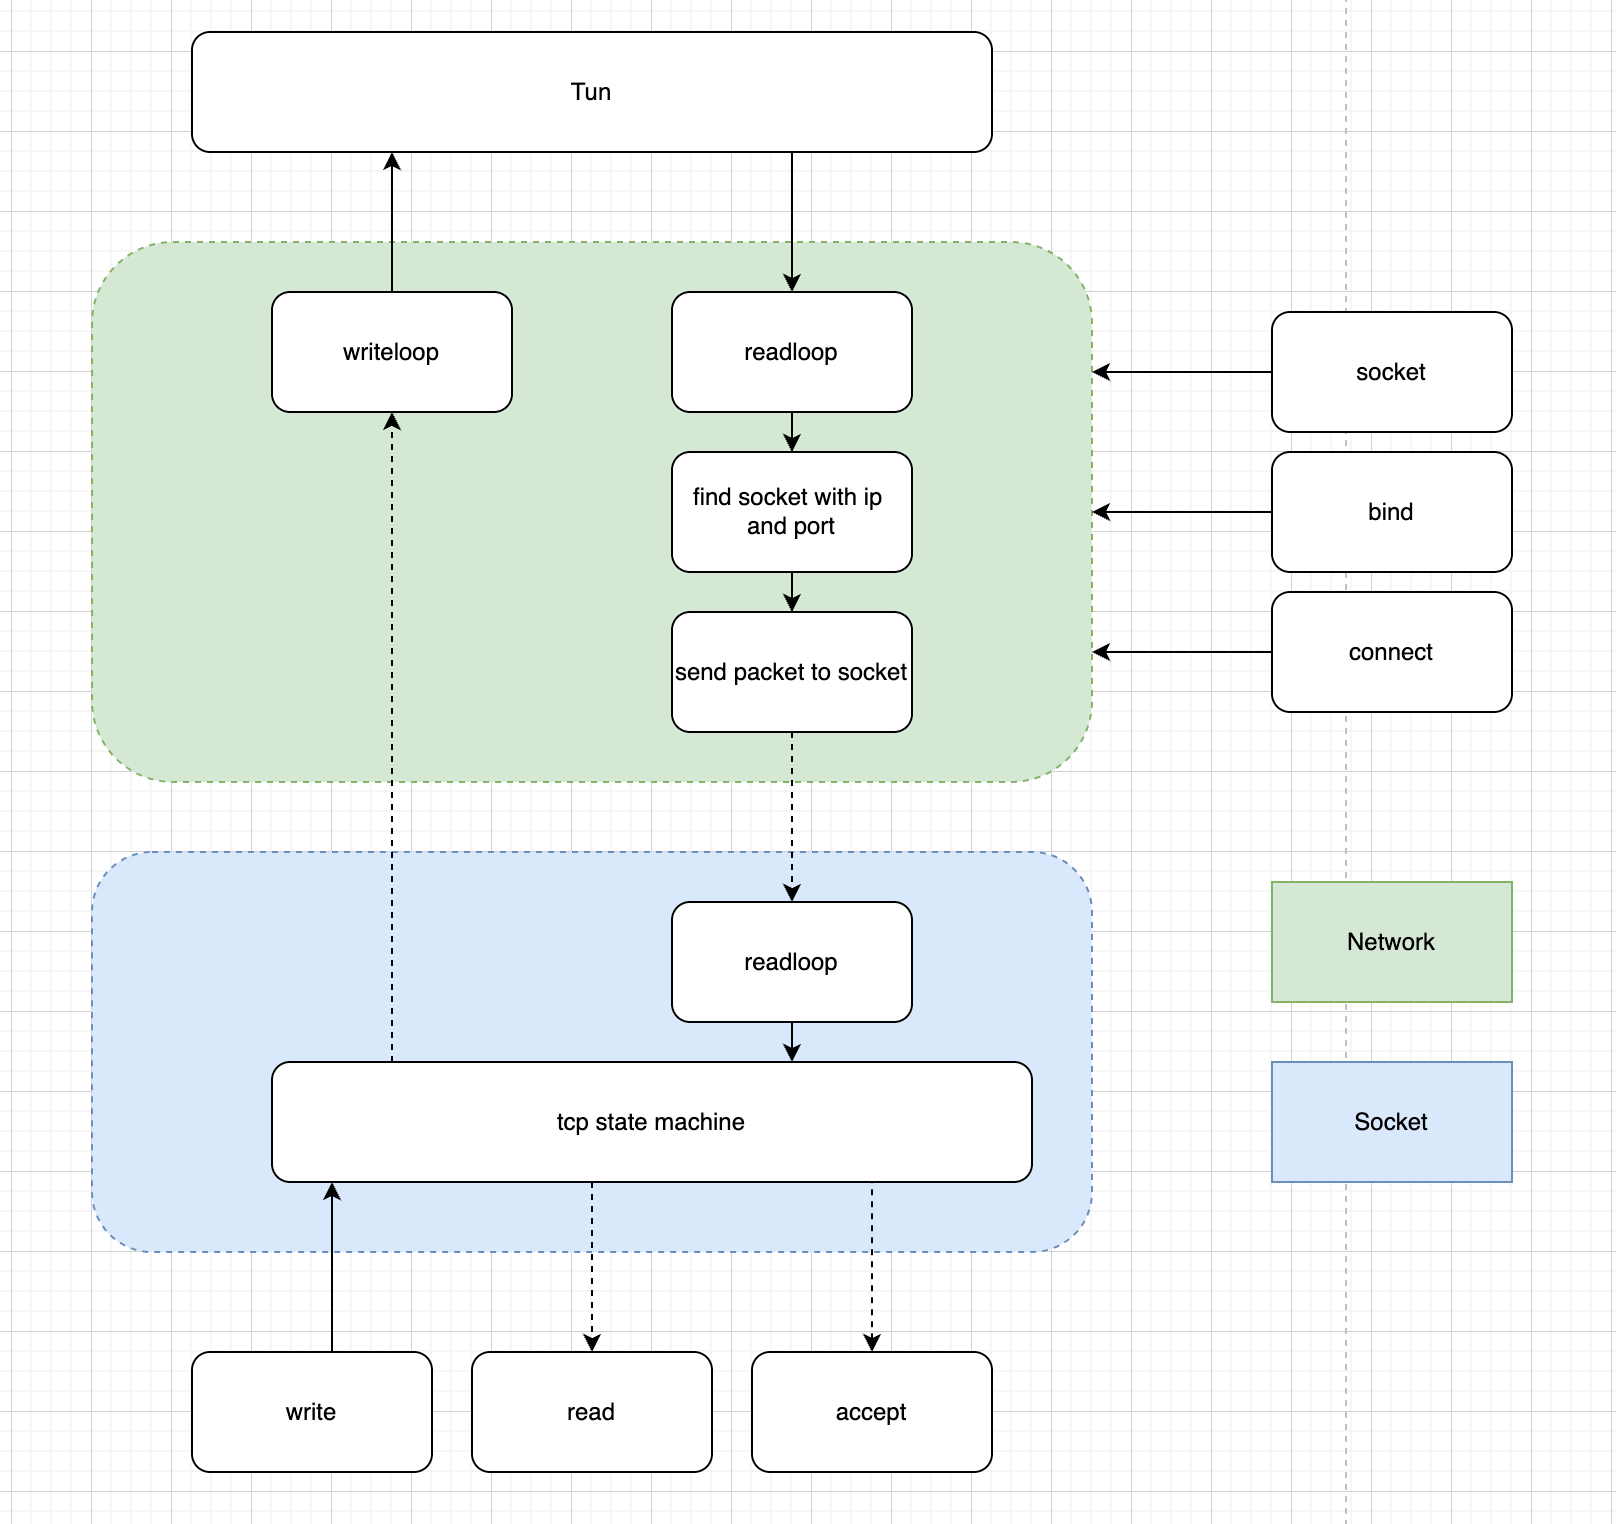 Tun
writeloop
readloop
socket
find socket with ip
and port
bind
send packet to socket
connect
readloop
Network
tcp state machine
Socket
write
read
accept